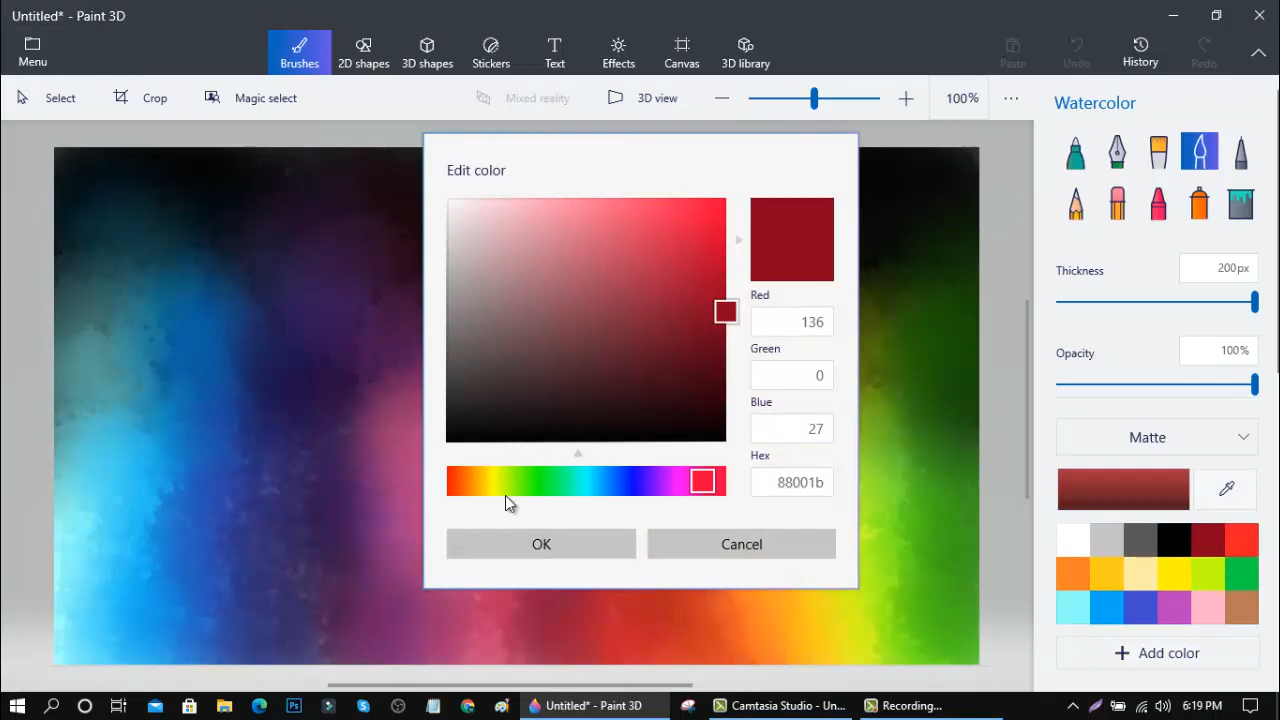 Untitled* - Paint 3D
Menu
Brushes
2D shapes
3D shapes
Stickers
Text
Effects
Canvas
3D library
Paste
Undo
History
Redo
Select
Crop
Magic select
Mixed reality
3D view
100%
Watercolor
Thickness
200px
Opacity
100%
Matte
Add color
Edit color
Red
136
Green
0
Blue
27
Hex
88001b
OK
Cancel
Ps
Untitled* - Paint 3D
Camtasia Studio - Un...
Recording...
6:19 PM